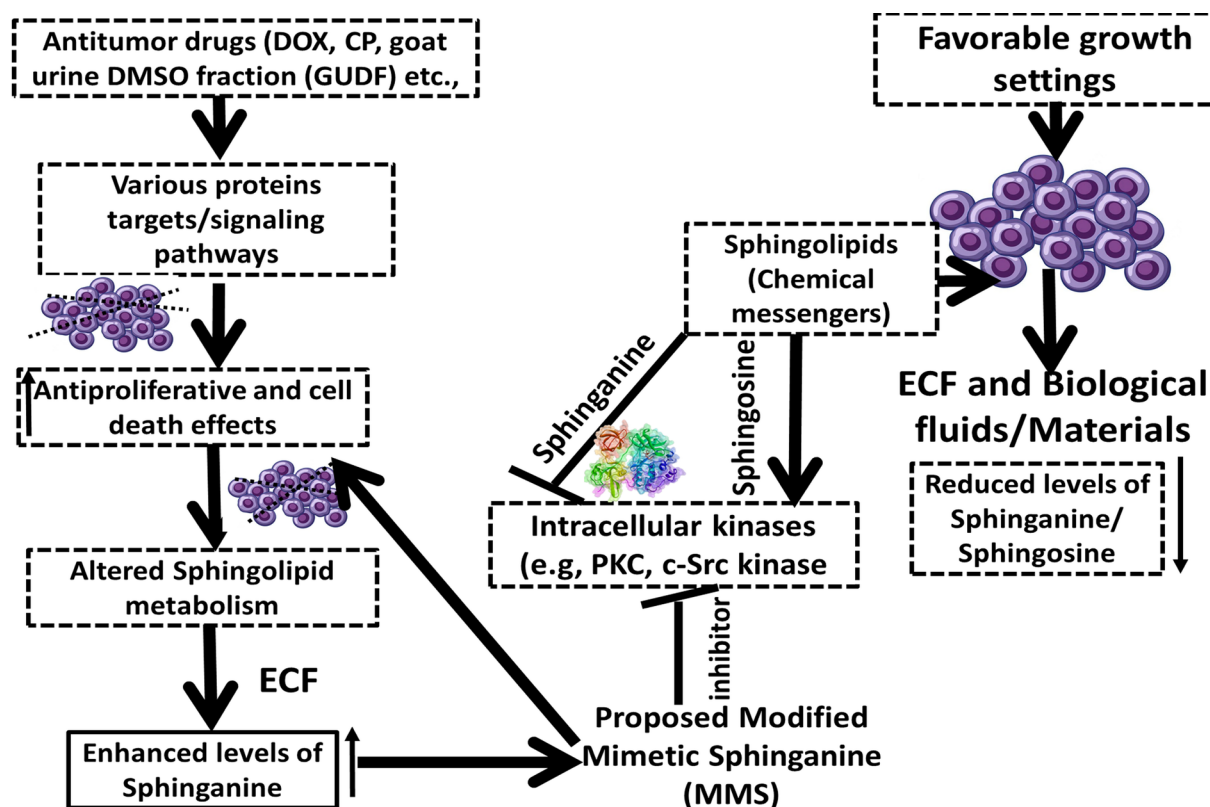 Antitumor drugs (DOX, CP, goat
urine DMSO fraction (GUDF) etc.,
Various proteins
targets/signaling
pathways
Antiproliferative and cell
death effects
Altered Sphingolipid
metabolism
ECF
Enhanced levels of
Sphinganine
Sphingolipids
(Chemical
messengers)
Sphinganine
Sphingosine
Intracellular kinases
(e.g, PKC, c-Src kinase
inhibitor
Proposed Modified
Mimetic Sphinganine
(MMS)
Favorable growth
settings
ECF and Biological
fluids/Materials
Reduced levels of
Sphinganine/
Sphingosine